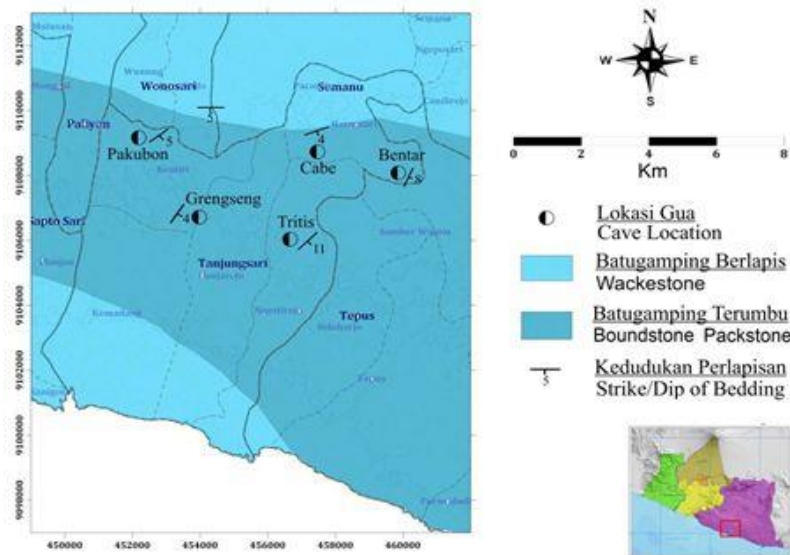 N
W E
S
0 2 4 6 8
Km
Lokasi Gua
Cave Location
Batugamping Berlapis
Wackestone
Batugamping Terumbu
Boundstone Packstone
5
Kedudukan Perlapisan
Strike/Dip of Bedding
Wonosari
Semanu
Paliyan
5
5
Pakubon
4
Cabe
Bentar
8
Grengseng
4
Sapto Sari
Tritis
11
Tanjungsari
Kemadang
Tepus
9112000
9110000
9108000
9106000
9104000
9102000
9100000
9098000
450000 452000 454000 456000 458000 460000